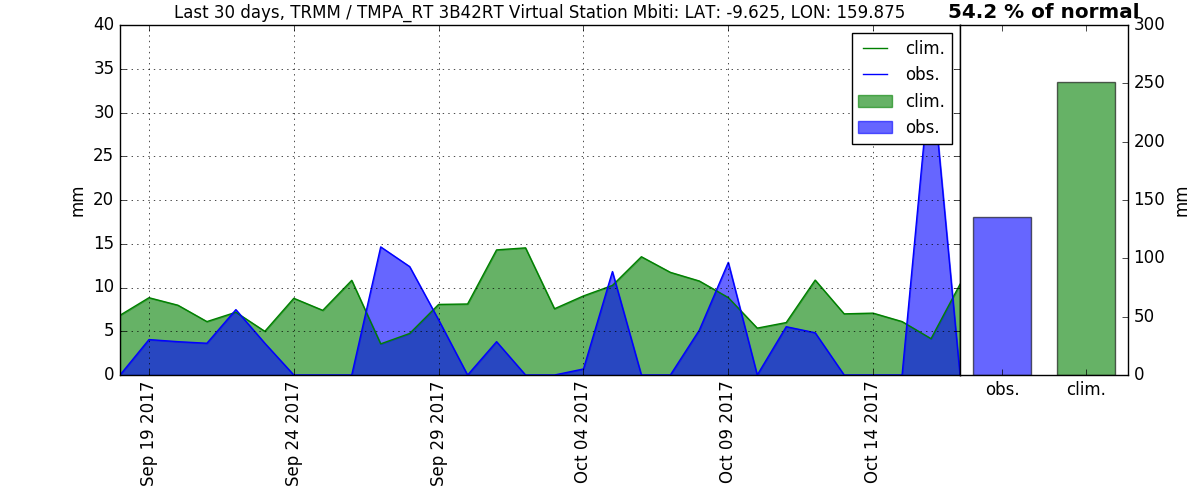 Last 30 days, TRMM / TMPA_RT 3B42RT Virtual Station Mbiti: LAT: -9.625, LON: 159.875
54.2 % of normal
40
35
30
25
20
15
10
5
0
mm
clim.
obs.
clim.
obs.
Sep 19 2017
Sep 24 2017
Sep 29 2017
Oct 04 2017
Oct 09 2017
Oct 14 2017
300
250
200
150
100
50
0
mm
obs.
clim.